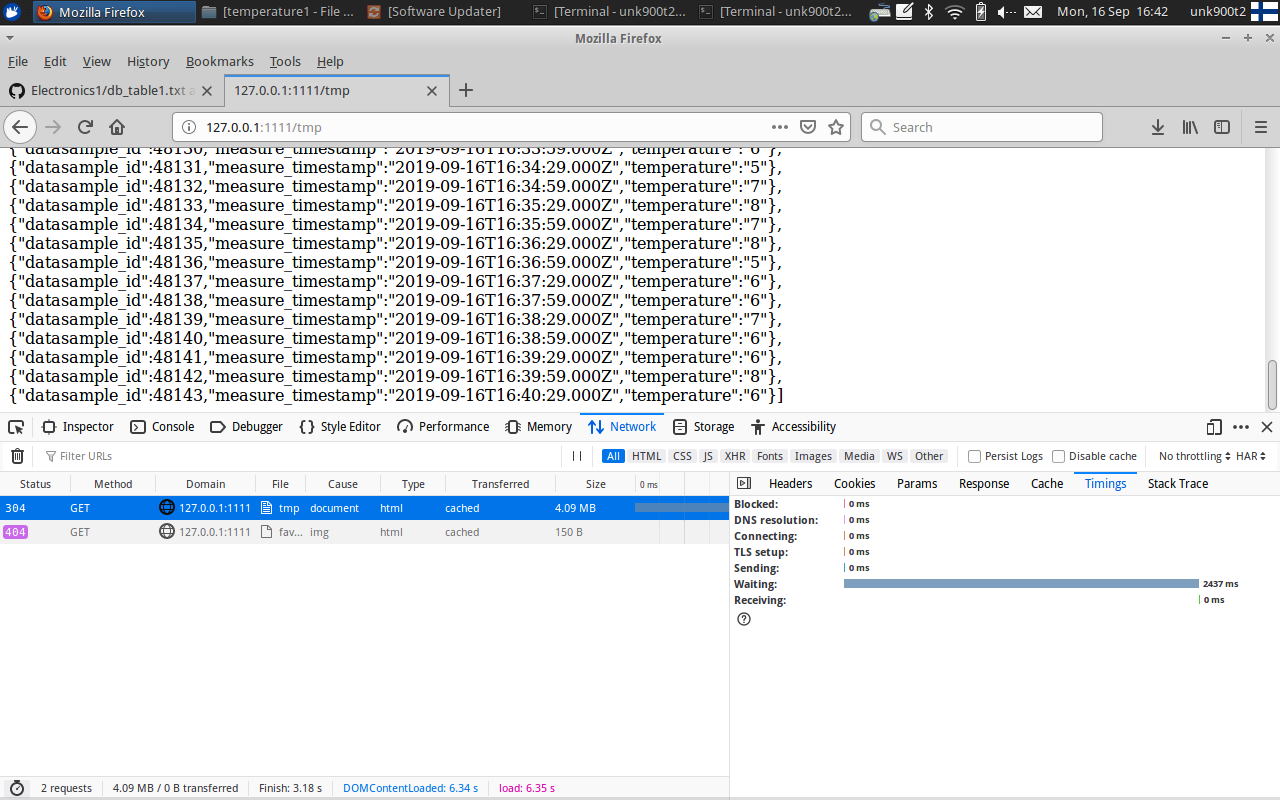 Mozilla Firefox [temperature1 - File ... [Software Updater] [Terminal - unk900t2... [Terminal - unk900t2... Mon, 16 Sep 16:42 unk900t2
Mozilla Firefox
File Edit View History Bookmarks Tools Help
Electronics1/db_table1.txt a 127.0.0.1:1111/tmp
127.0.0.1:1111/tmp Search
{"datasample_id":48130,"measure_timestamp":"2019-09-16T16:33:59.000Z","temperature":"6"},
{"datasample_id":48131,"measure_timestamp":"2019-09-16T16:34:29.000Z","temperature":"5"},
{"datasample_id":48132,"measure_timestamp":"2019-09-16T16:34:59.000Z","temperature":"7"},
{"datasample_id":48133,"measure_timestamp":"2019-09-16T16:35:29.000Z","temperature":"8"},
{"datasample_id":48134,"measure_timestamp":"2019-09-16T16:35:59.000Z","temperature":"7"},
{"datasample_id":48135,"measure_timestamp":"2019-09-16T16:36:29.000Z","temperature":"8"},
{"datasample_id":48136,"measure_timestamp":"2019-09-16T16:36:59.000Z","temperature":"5"},
{"datasample_id":48137,"measure_timestamp":"2019-09-16T16:37:29.000Z","temperature":"6"},
{"datasample_id":48138,"measure_timestamp":"2019-09-16T16:37:59.000Z","temperature":"6"},
{"datasample_id":48139,"measure_timestamp":"2019-09-16T16:38:29.000Z","temperature":"7"},
{"datasample_id":48140,"measure_timestamp":"2019-09-16T16:38:59.000Z","temperature":"6"},
{"datasample_id":48141,"measure_timestamp":"2019-09-16T16:39:29.000Z","temperature":"6"},
{"datasample_id":48142,"measure_timestamp":"2019-09-16T16:39:59.000Z","temperature":"8"},
{"datasample_id":48143,"measure_timestamp":"2019-09-16T16:40:29.000Z","temperature":"6"}]
Inspector Console Debugger Style Editor Performance Memory Network Storage Accessibility
Filter URLs All HTML CSS JS XHR Fonts Images Media WS Other Persist Logs Disable cache No throttling HAR
Status Method Domain File Cause Type Transferred Size 0 ms Headers Cookies Params Response Cache Timings Stack Trace
304 GET 127.0.0.1:1111 tmp document html cached 4.09 MB
404 GET 127.0.0.1:1111 fav... img html cached 150 B
Blocked: 0 ms
DNS resolution: 0 ms
Connecting: 0 ms
TLS setup: 0 ms
Sending: 0 ms
Waiting: 2437 ms
Receiving: 0 ms
2 requests 4.09 MB / 0 B transferred Finish: 3.18 s DOMContentLoaded: 6.34 s load: 6.35 s